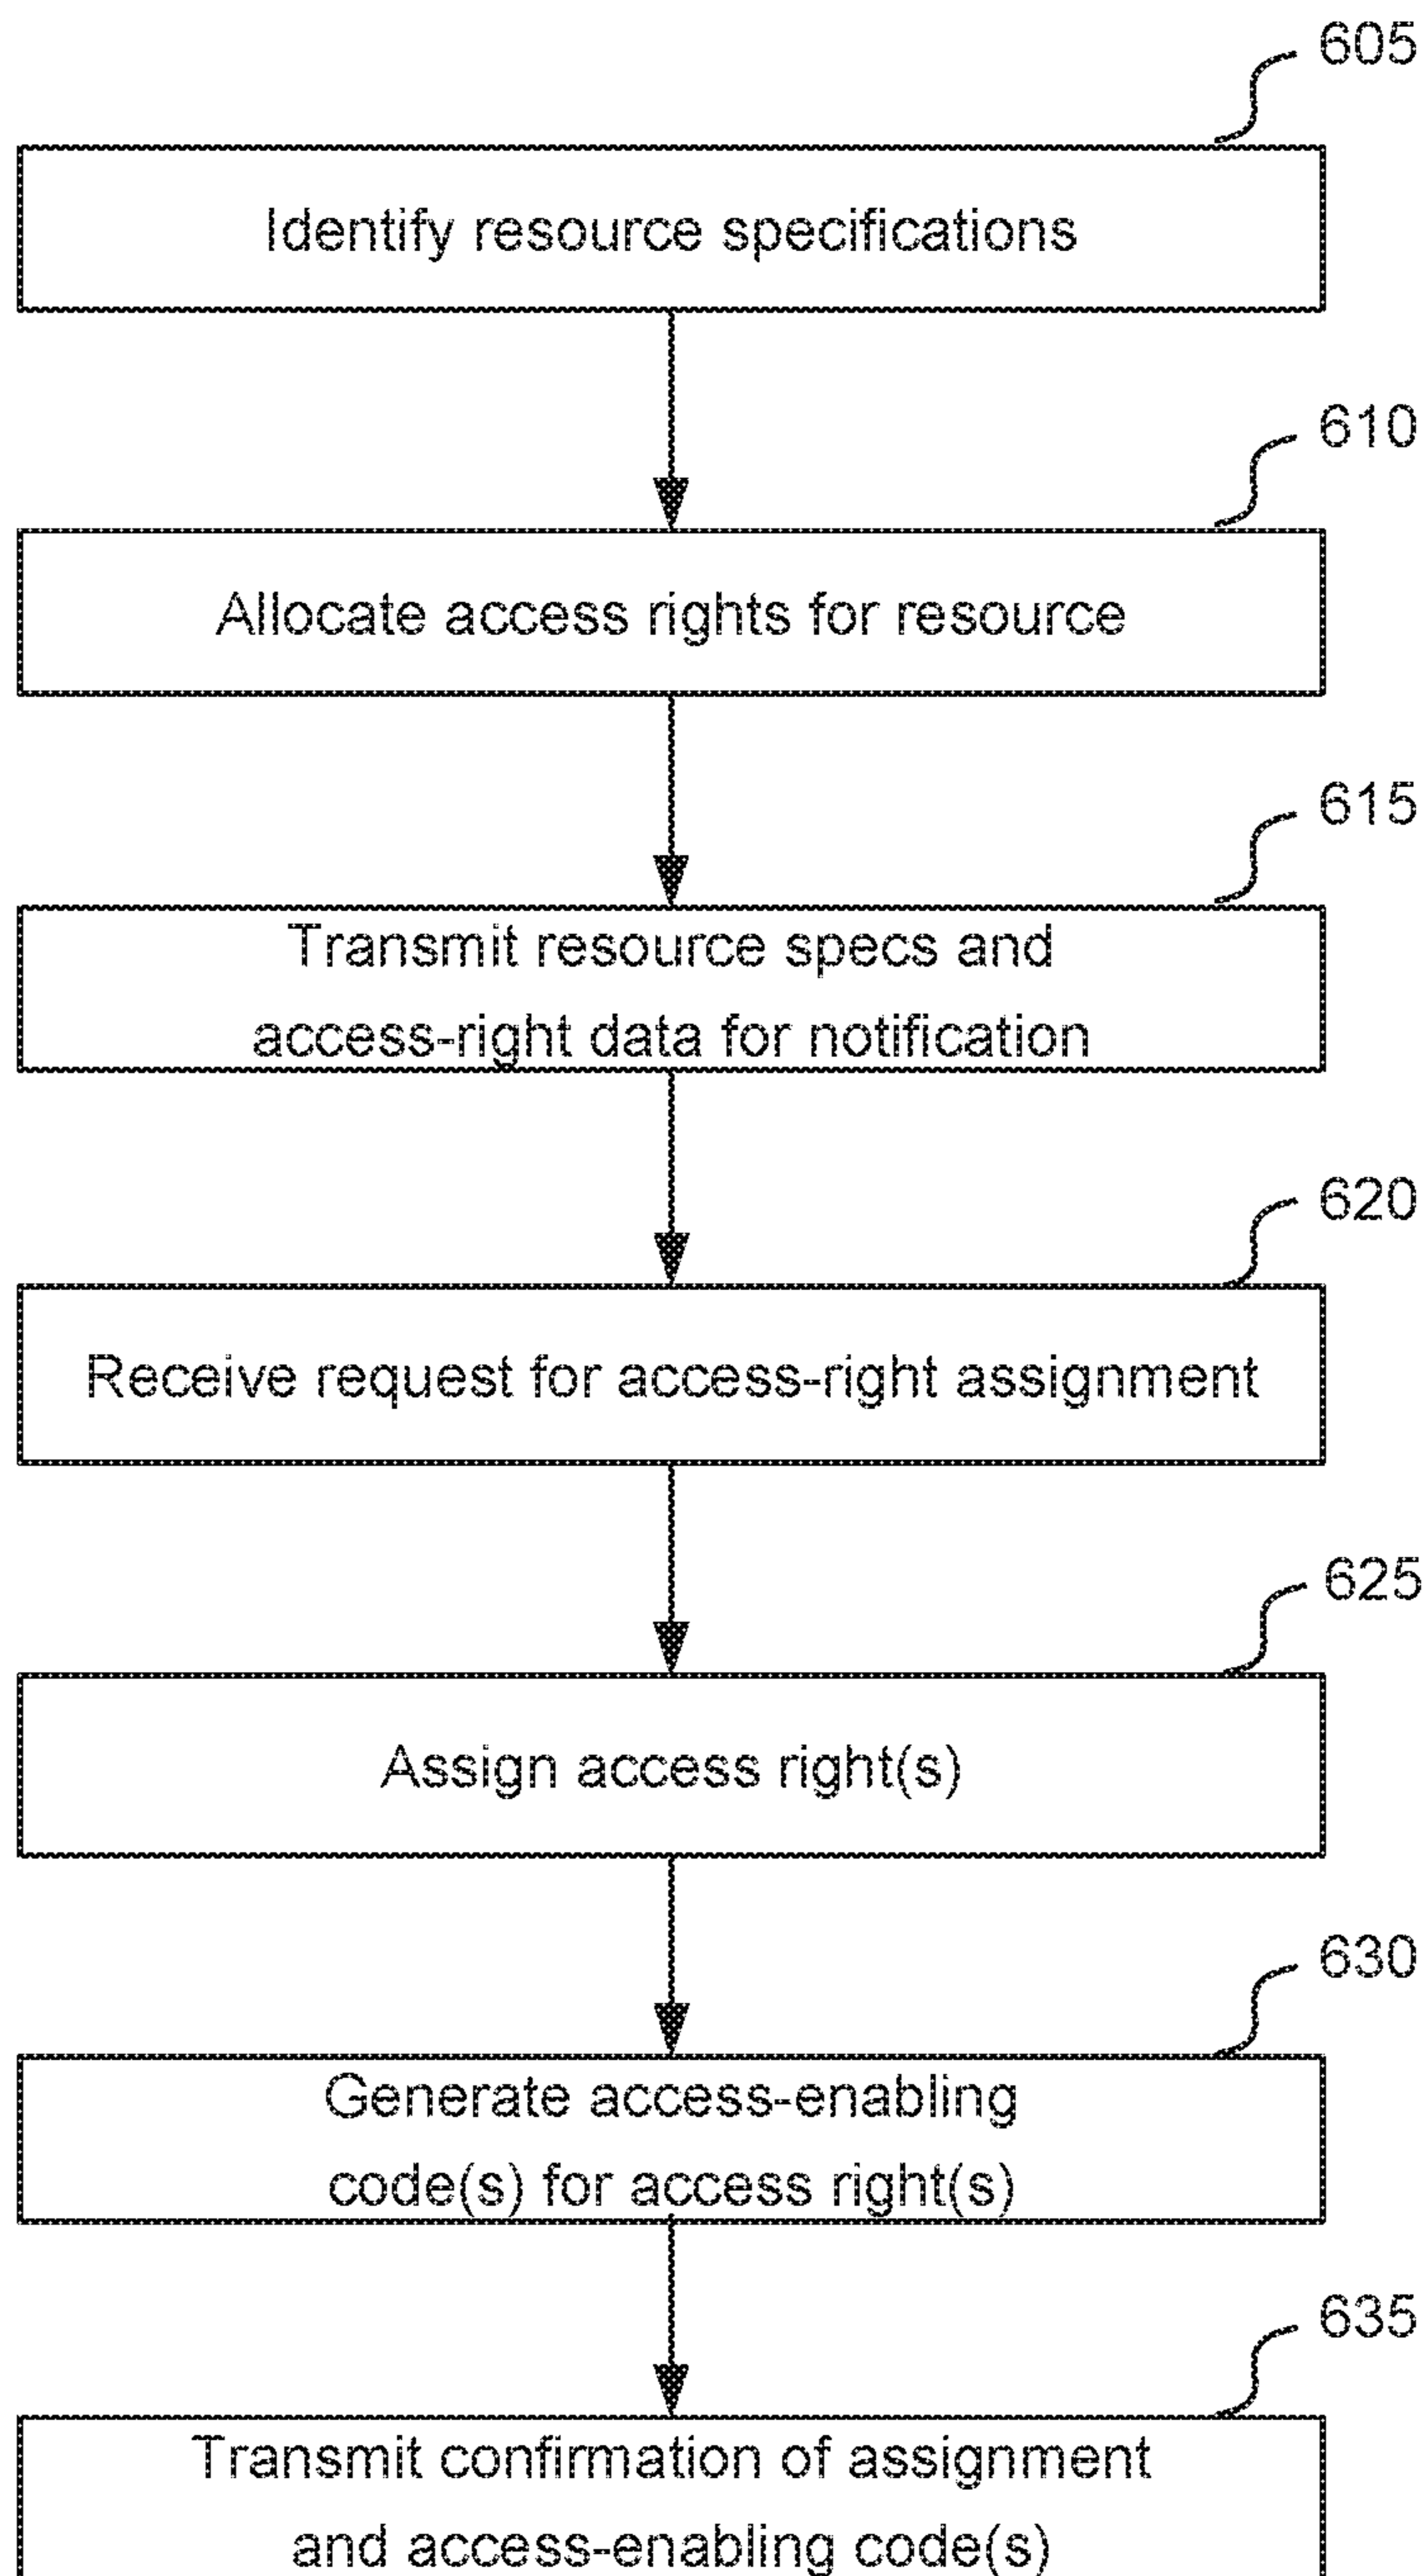 605
Identify resource specifications
610
Allocate access rights for resource
615
Transmit resource specs and
access-right data for notification
620
Receive request for access-right assignment
625
Assign access right(s)
630
Generate access-enabling
code(s) for access right(s)
635
Transmit confirmation of assignment
and access-enabling code(s)